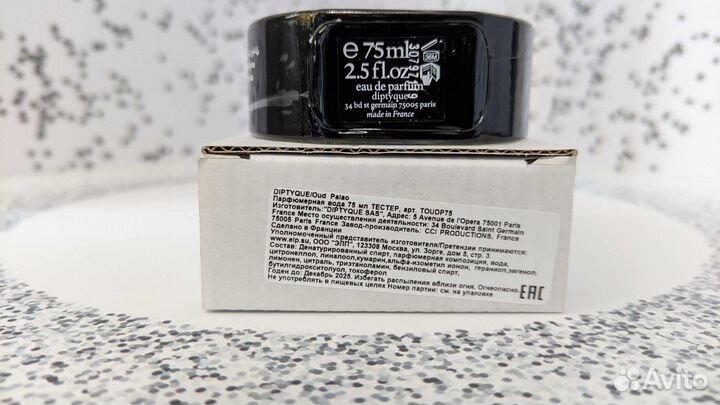 e 75ml
2.5 fl.oz
36M
eau de parfum
diptyque
34 bd st germain 75005 paris
made in France
DIPTYQUE/Oud Palao
Парфюмерная вода 75 мл ТЕСТЕР, арт. TOUDP75
Изготовитель:"DIPTYQUE SAS", Адрес: 5 Avenue de l'Opera 75001 Paris
France Место осуществления деятельности: 34 Boulevard Saint Germain
75005 Paris France Завод-производитель: CCI PRODUCTIONS, France
Сделано в Франции
Уполномоченный представитель изготовителя/Претензии принимаются:
www.elp.su, ООО "ЭЛП", 123308 Москва, ул. Зорге, дом 5, стр. 3.
Состав: Денатурированный спирт, парфюмерная композиция, вода,
цитронеллол, линалоол,кумарин,альфа-изометил ионон, гераниол,эвгенол,
лимонен, цитраль, триэтаноламин, бензиловый спирт,
бутилгидрокситолуол, токоферол
Годен до: Декабрь 2025. Избегать распыления вблизи огня. Огнеопасно.
Не употреблять в пищевых целях Номер партии: см. на упаковке
EAC
Avito